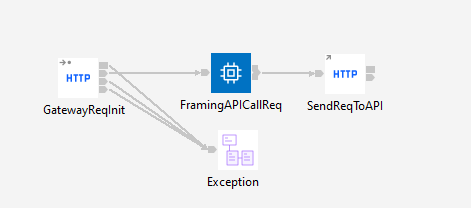 HTTP
GatewayReqInit
FramingAPICallReq
HTTP
SendReqToAPI
Exception